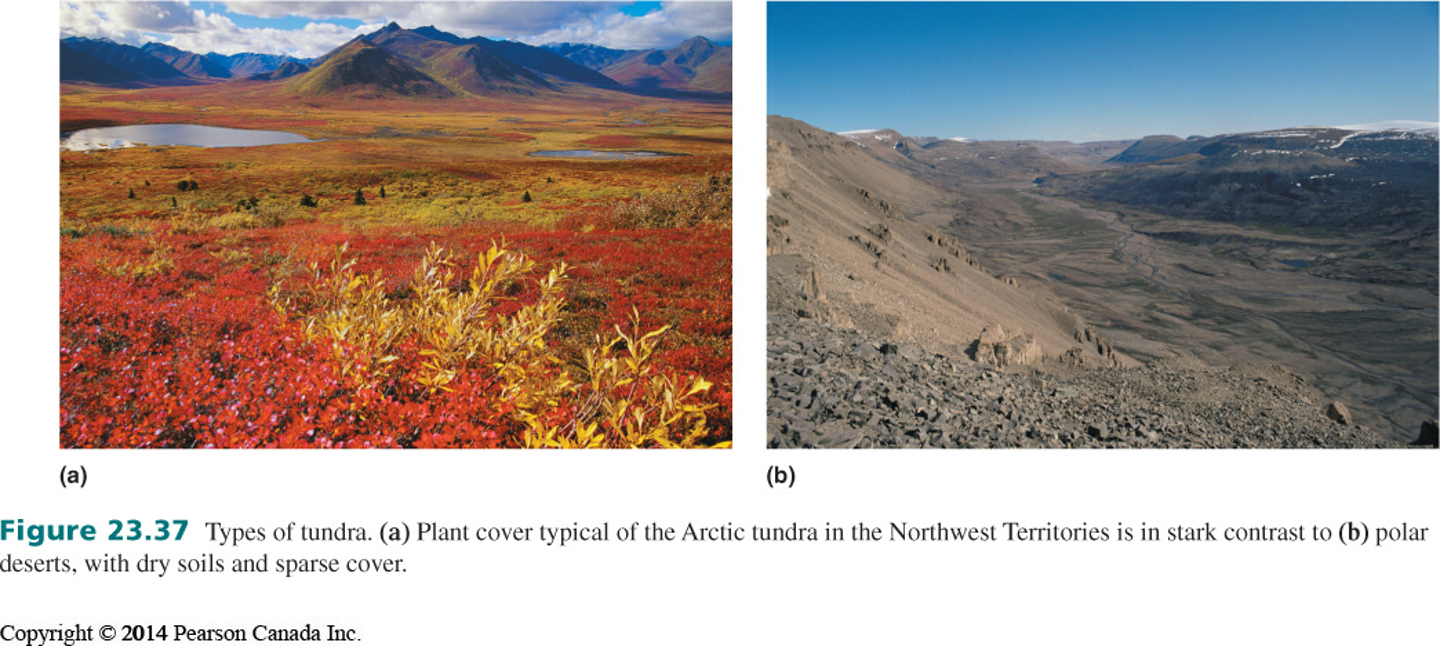 (a)
(b)
Figure 23.37 Types of tundra. (a) Plant cover typical of the Arctic tundra in the Northwest Territories is in stark contrast to (b) polar
deserts, with dry soils and sparse cover.
Copyright © 2014 Pearson Canada Inc.